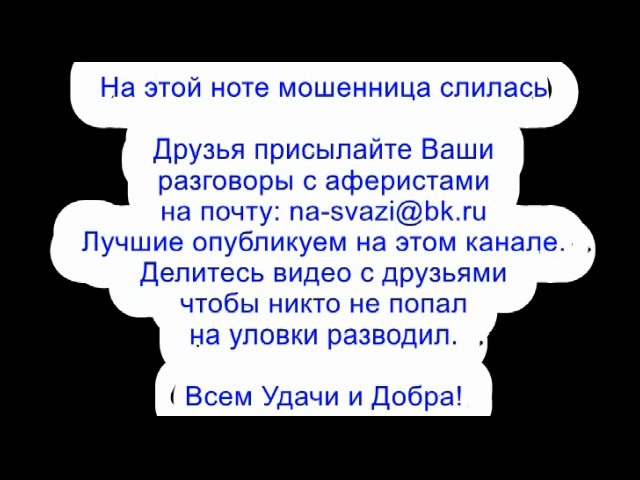 На этой ноте мошенница слилась
Друзья присылайте Ваши
разговоры с аферистами
на почту: na-svazi@bk.ru
Лучшие опубликуем на этом канале.
Делитесь видео с друзьями
чтобы никто не попал
на уловки разводил.
Всем Удачи и Добра!